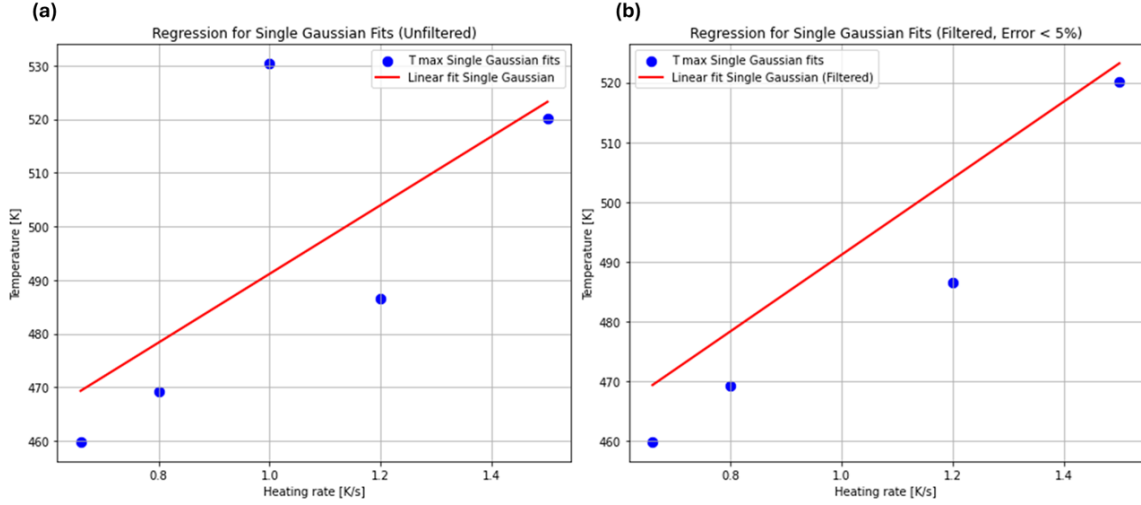 (a)
Regression for Single Gaussian Fits (Unfiltered)
T max Single Gaussian fits
Linear fit Single Gaussian
530
520
510
500
490
480
470
460
Temperature [K]
0.8 1.0 1.2 1.4
Heating rate [K/s]
(b)
Regression for Single Gaussian Fits (Filtered, Error < 5%)
T max Single Gaussian fits
Linear fit Single Gaussian (Filtered)
520
510
500
490
480
470
460
Temperature [K]
0.8 1.0 1.2 1.4
Heating rate [K/s]